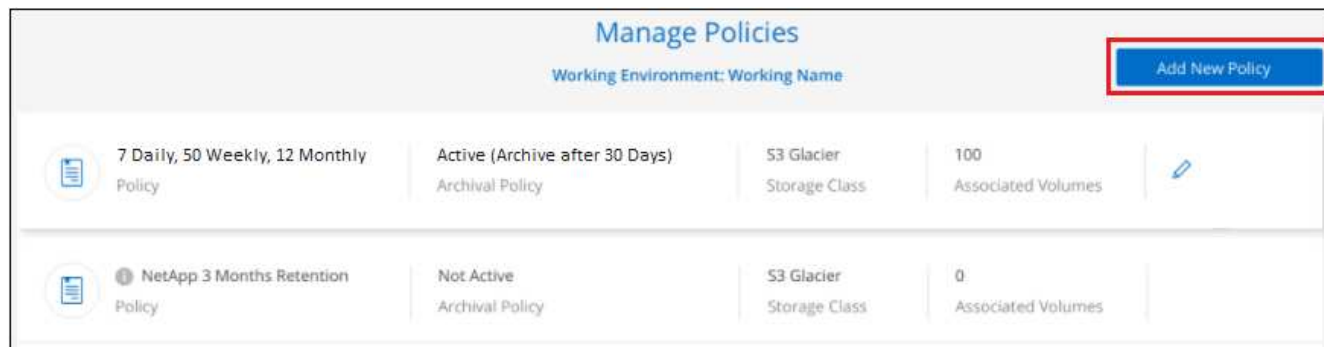 Manage Policies
Working Environment: Working Name
Add New Policy
7 Daily, 50 Weekly, 12 Monthly
Policy
Active (Archive after 30 Days)
Archival Policy
S3 Glacier
Storage Class
100
Associated Volumes
NetApp 3 Months Retention
Policy
Not Active
Archival Policy
S3 Glacier
Storage Class
0
Associated Volumes